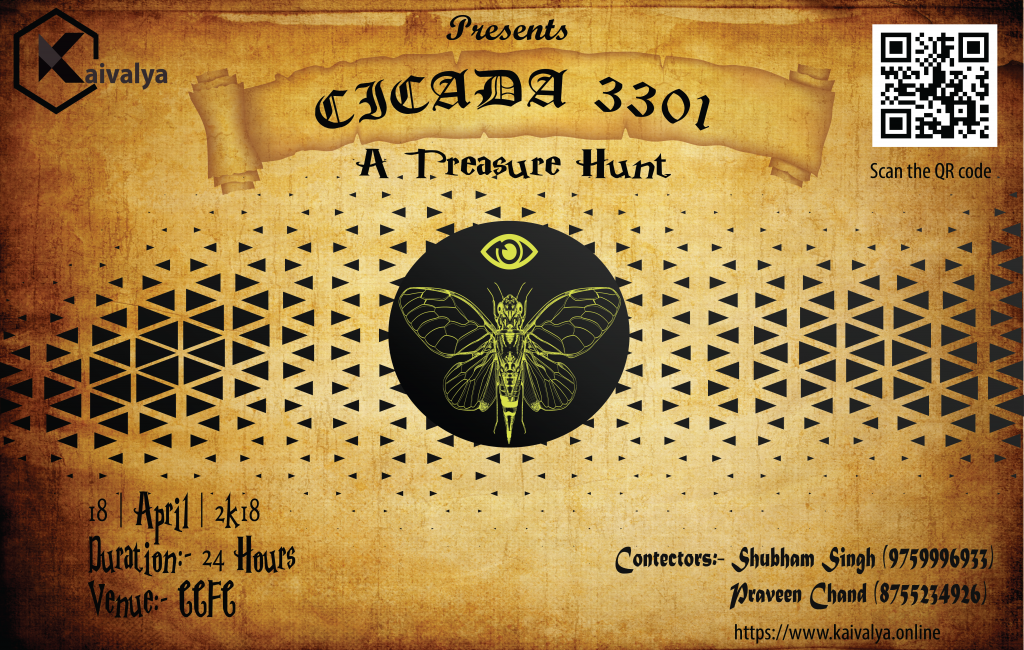 Kaivalya
Presents
CICADA 3301
A Treasure Hunt
Scan the QR code
18 | April | 2k18
Duration:- 24 Hours
Venue:- CCFC
Contectors:- Shubham Singh (9759996933)
Praveen Chand (8755234926)
https://www.kaivalya.online